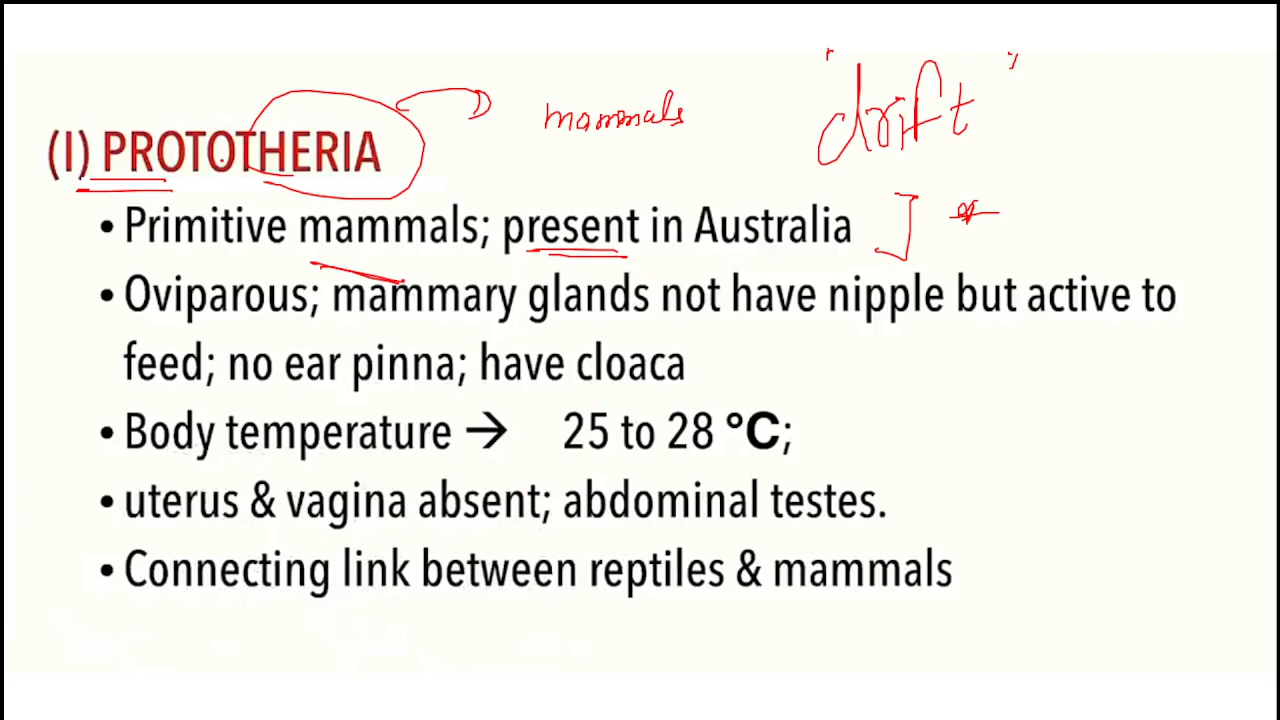 "drift"
mammals
(I) PROTOTHERIA
• Primitive mammals; present in Australia
• Oviparous; mammary glands not have nipple but active to
feed; no ear pinna; have cloaca
• Body temperature → 25 to 28 °C;
• uterus & vagina absent; abdominal testes.
• Connecting link between reptiles & mammals